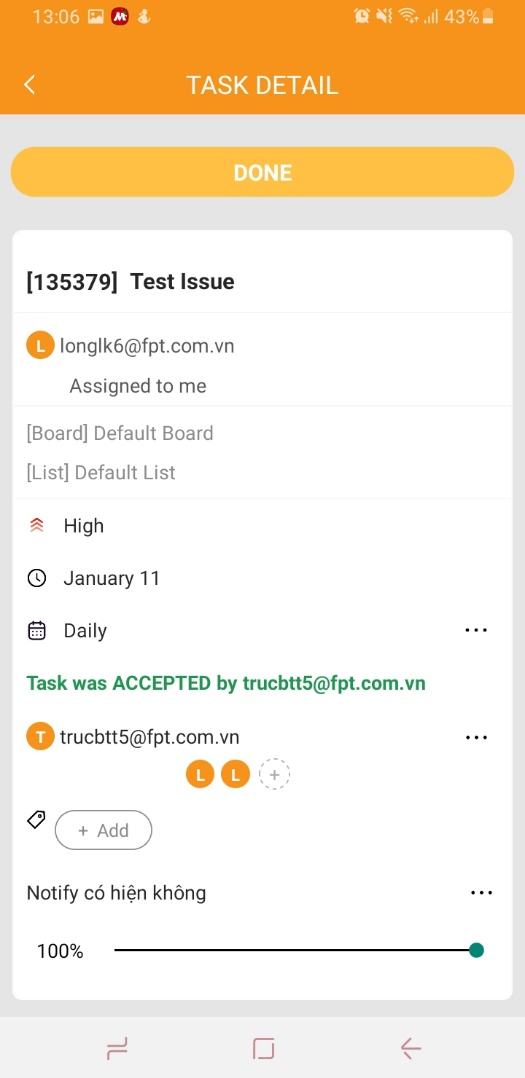 13:06 43%
TASK DETAIL
DONE
[135379] Test Issue
L longlk6@fpt.com.vn
Assigned to me
[Board] Default Board
[List] Default List
High
January 11
Daily
Task was ACCEPTED by trucbtt5@fpt.com.vn
T trucbtt5@fpt.com.vn
L L +
+ Add
Notify có hiện không
100%